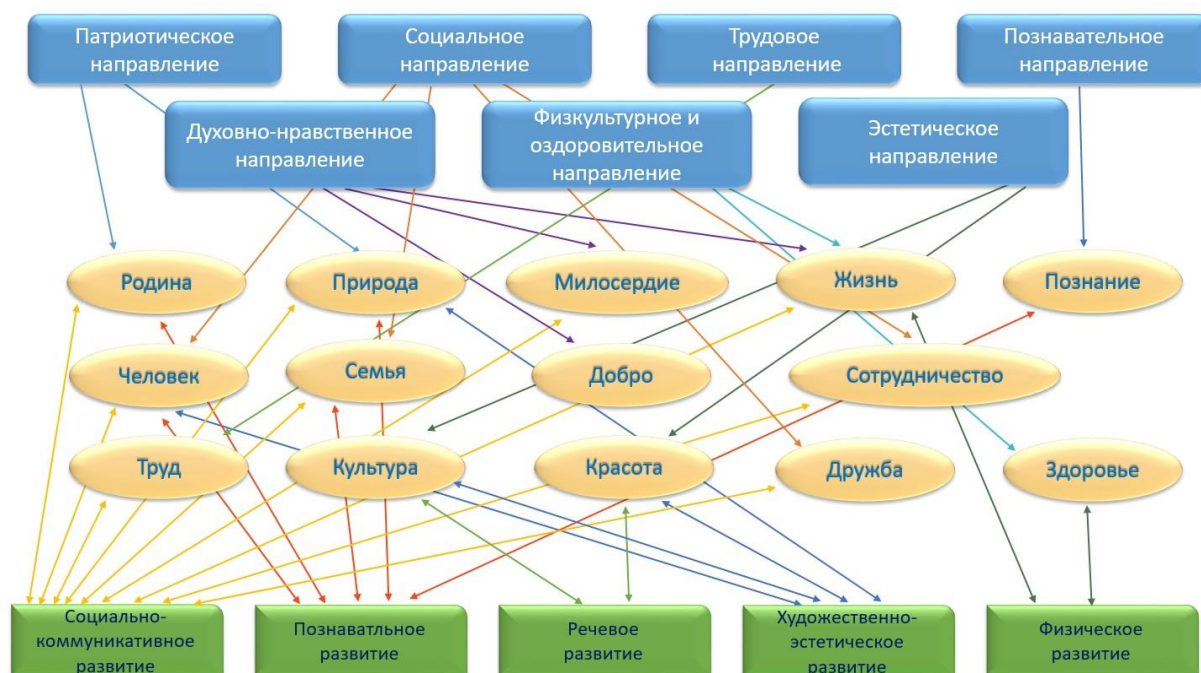 Патриотическое
направление
Социальное
направление
Трудовое
направление
Познавательное
направление
Духовно-нравственное
направление
Физкультурное и
оздоровительное
направление
Эстетическое
направление
Родина
Природа
Милосердие
Жизнь
Познание
Человек
Семья
Добро
Сотрудничество
Труд
Культура
Красота
Дружба
Здоровье
Социально-
коммуникативное
развитие
Познаватльное
развитие
Речевое
развитие
Художественно-
эстетическое
развитие
Физическое
развитие